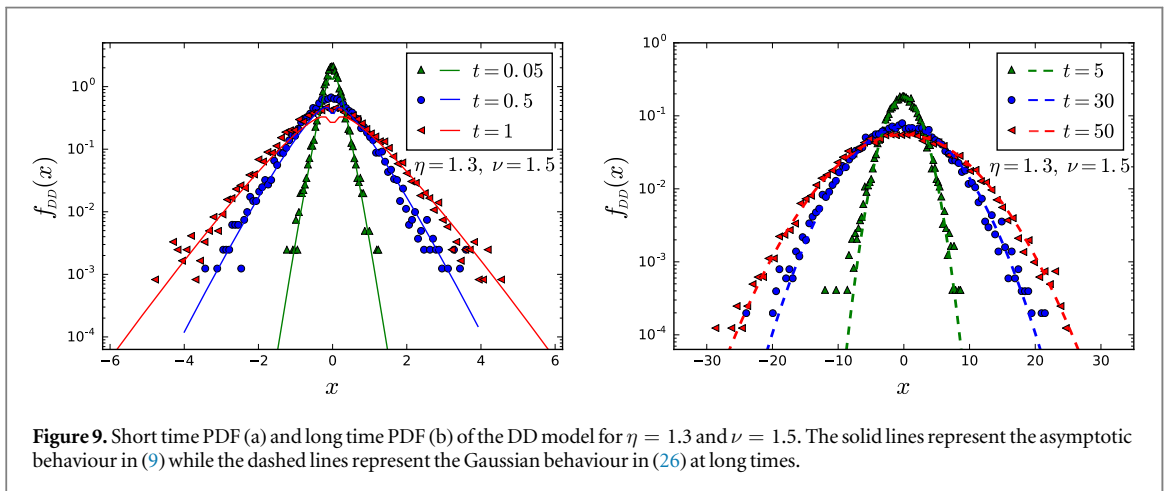 10^0
10^{-1}
10^{-2}
10^{-3}
10^{-4}
f_{DD}(x)
t = 0.05
t = 0.5
t = 1
η = 1.3, ν = 1.5
−6 −4 −2 0 2 4 6
x
10^0
10^{-1}
10^{-2}
10^{-3}
10^{-4}
f_{DD}(x)
t = 5
t = 30
t = 50
η = 1.3, ν = 1.5
−30 −20 −10 0 10 20 30
x
Figure 9. Short time PDF (a) and long time PDF (b) of the DD model for η = 1.3 and ν = 1.5. The solid lines represent the asymptotic
behaviour in (9) while the dashed lines represent the Gaussian behaviour in (26) at long times.